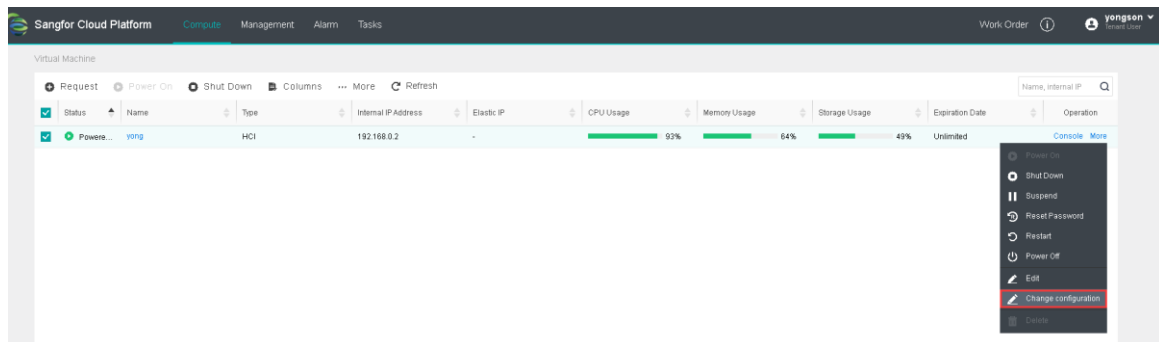 Sangfor Cloud Platform Compute Management Alarm Tasks Work Order yongson
Tenant User
Virtual Machine
Request Power On Shut Down Columns ... More Refresh Name, internal IP
Status Name Type Internal IP Address Elastic IP CPU Usage Memory Usage Storage Usage Expiration Date Operation
Powere... yong HCI 192.168.0.2 - 93% 64% 49% Unlimited Console More
Power On
Shut Down
Suspend
Reset Password
Restart
Power Off
Edit
Change configuration
Delete